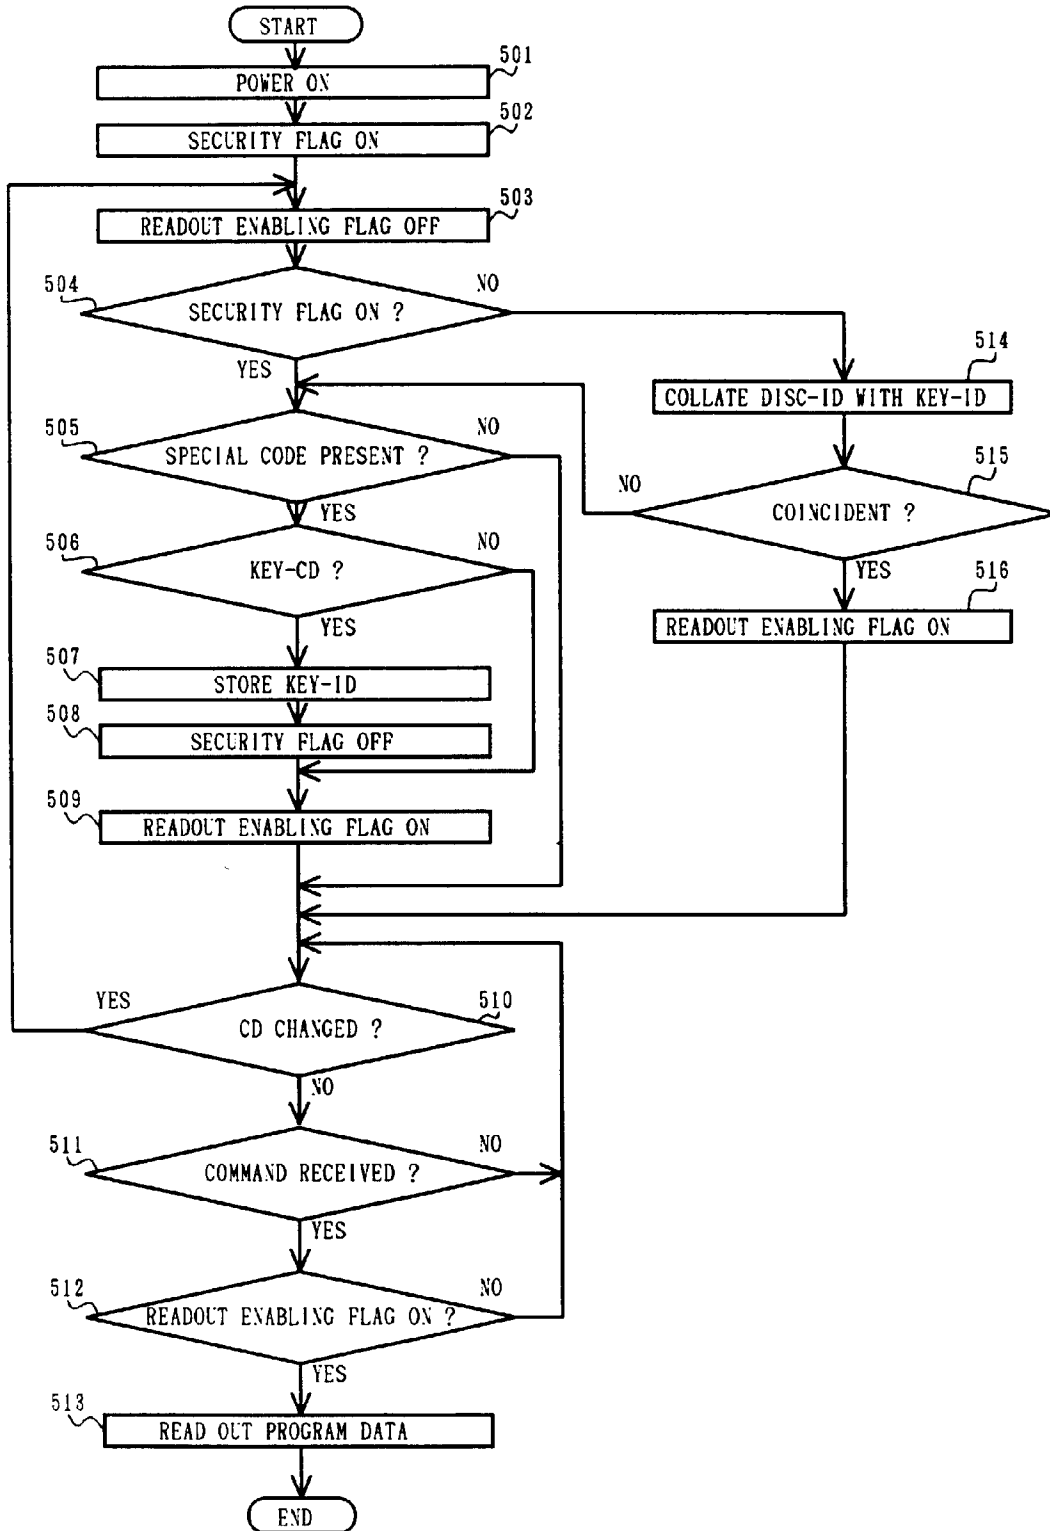 START
501
POWER ON
502
SECURITY FLAG ON
503
READOUT ENABLING FLAG OFF
504
SECURITY FLAG ON ?
NO
YES
514
COLLATE DISC-ID WITH KEY-ID
505
SPECIAL CODE PRESENT ?
NO
YES
515
COINCIDENT ?
NO
YES
506
KEY-CD ?
NO
YES
516
READOUT ENABLING FLAG ON
507
STORE KEY-ID
508
SECURITY FLAG OFF
509
READOUT ENABLING FLAG ON
YES
510
CD CHANGED ?
NO
511
COMMAND RECEIVED ?
NO
YES
512
READOUT ENABLING FLAG ON ?
NO
YES
513
READ OUT PROGRAM DATA
END